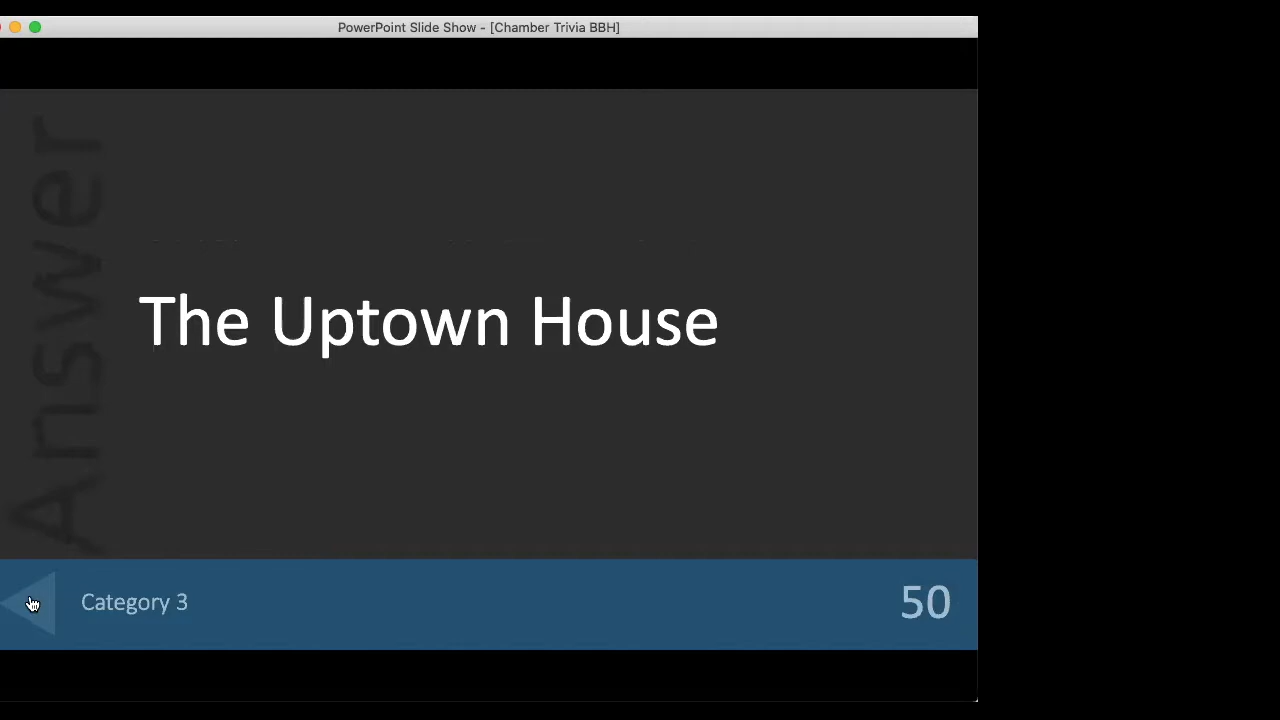 PowerPoint Slide Show - [Chamber Trivia BBH]
Answer
The Uptown House
Category 3
50